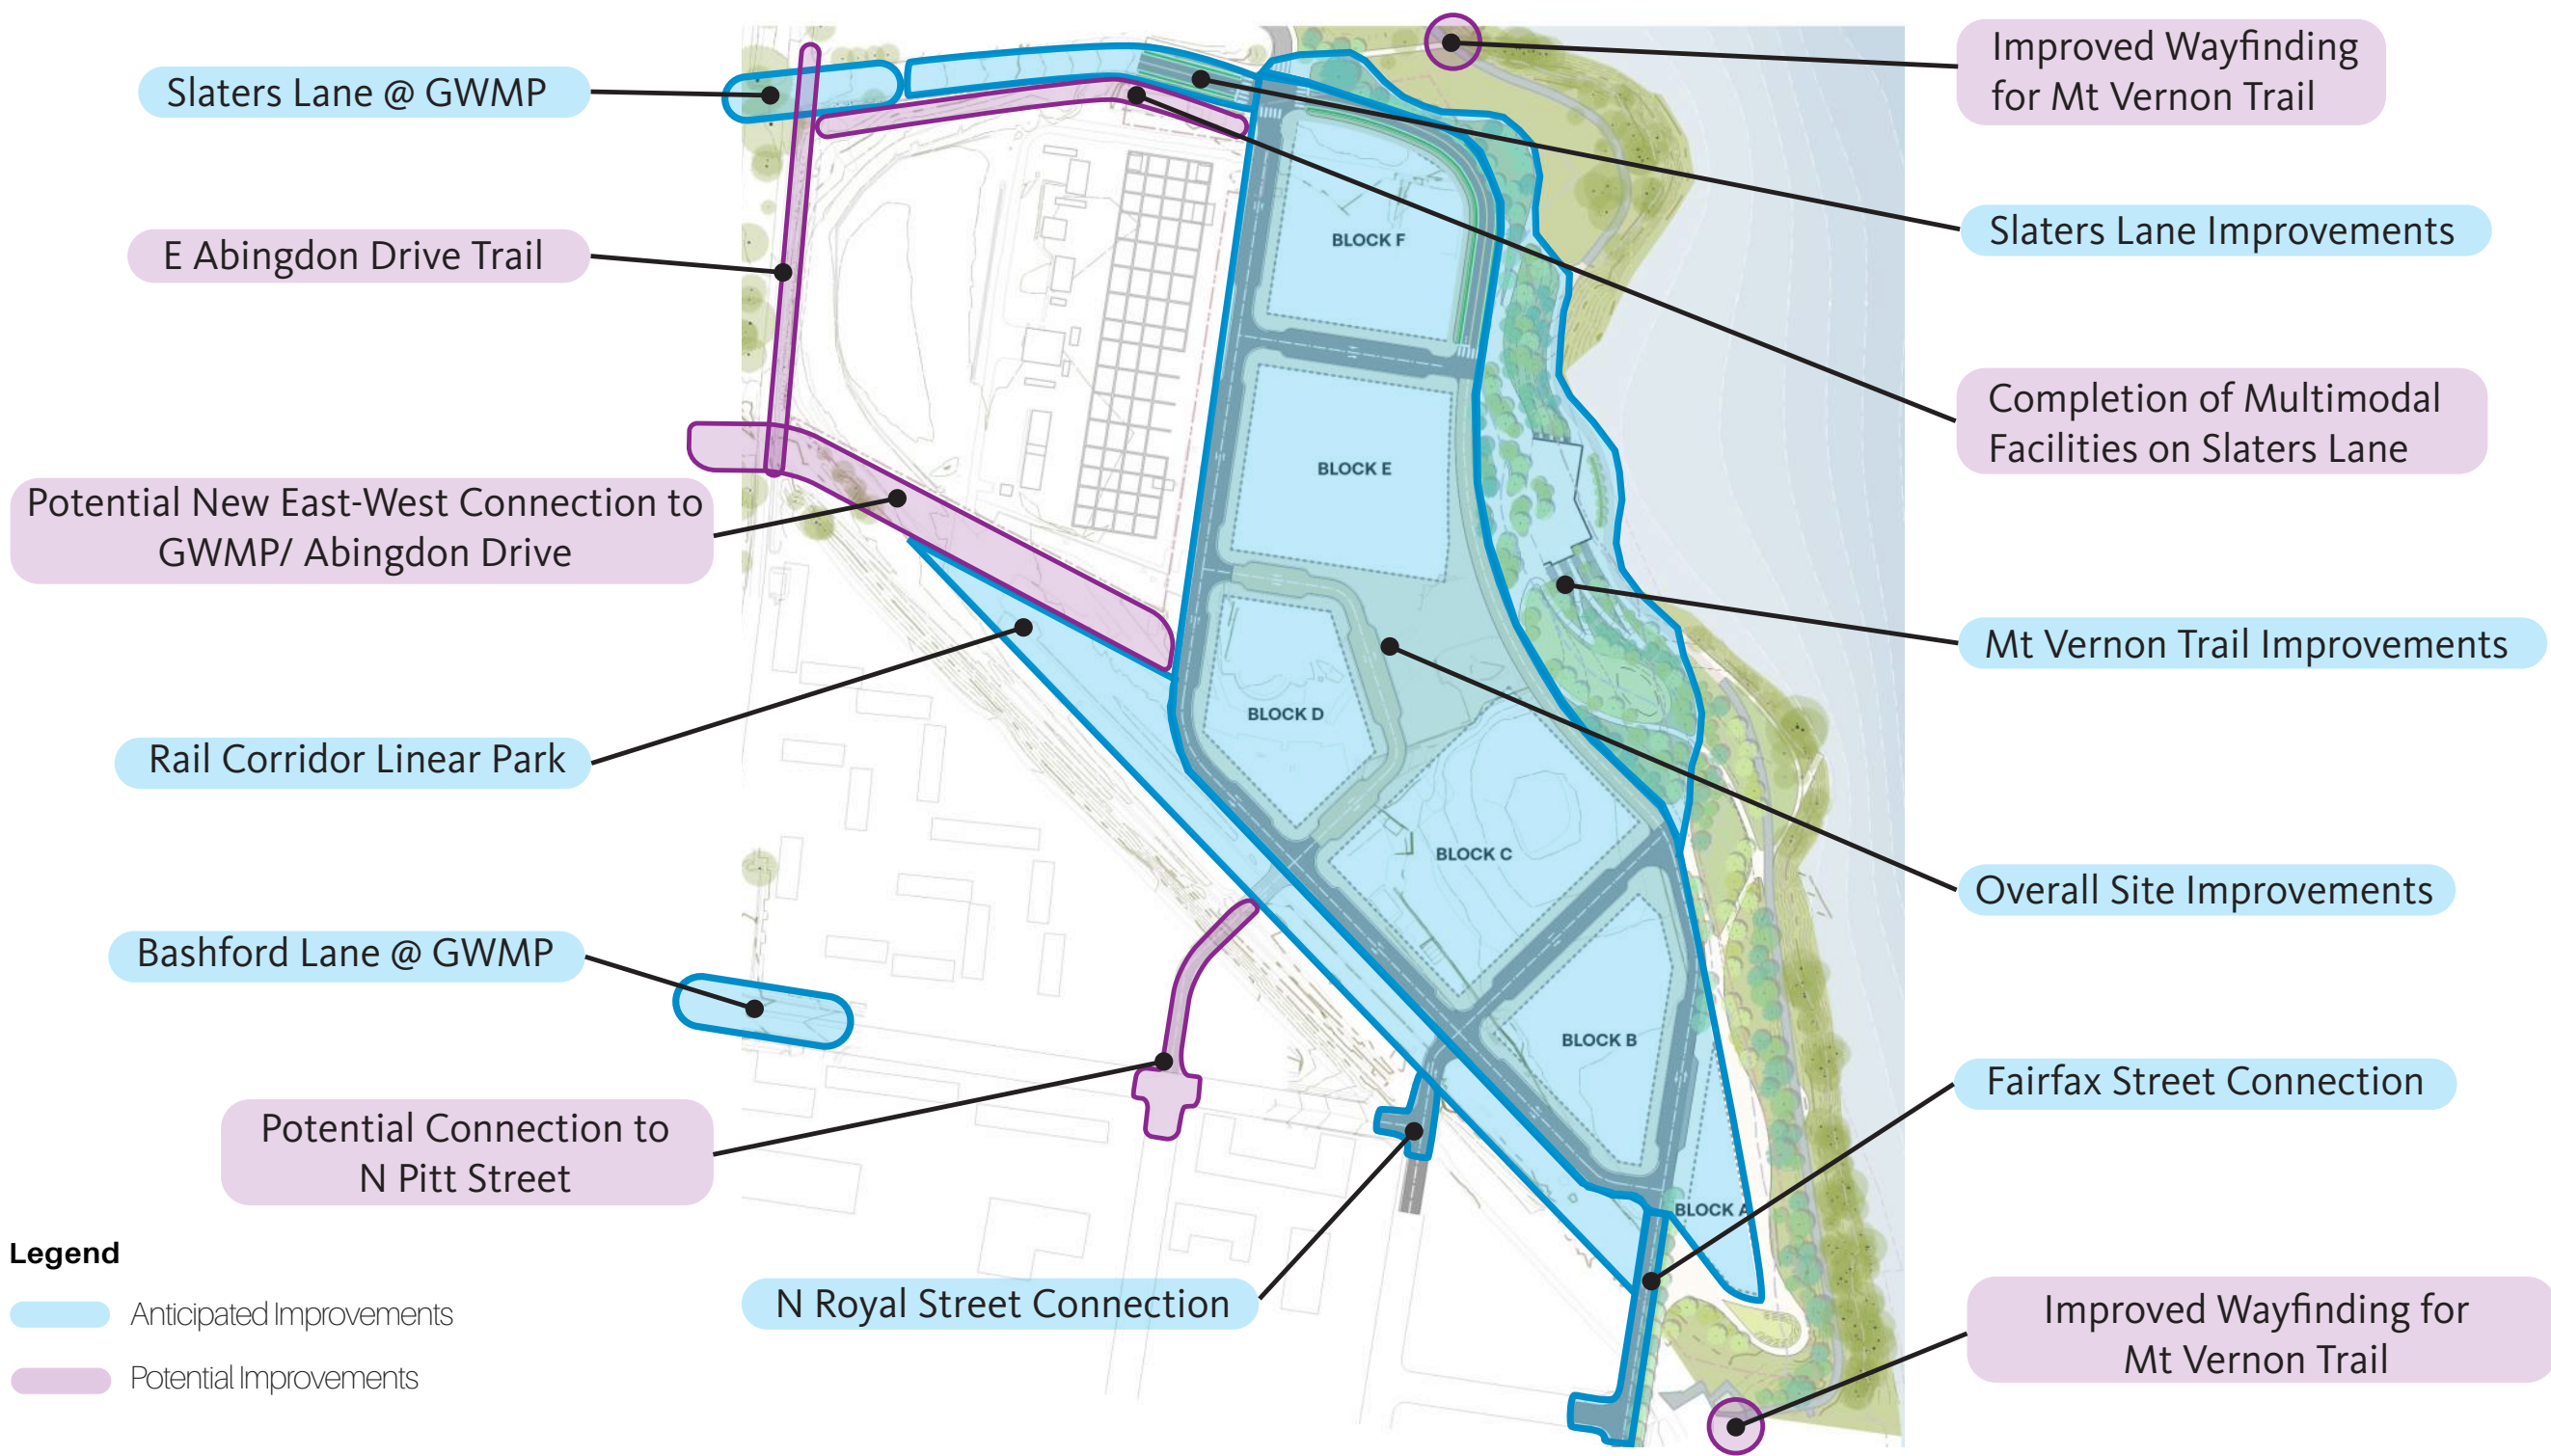 Slaters Lane @ GWMP
E Abingdon Drive Trail
Potential New East-West Connection to
GWMP/ Abingdon Drive
Rail Corridor Linear Park
Bashford Lane @ GWMP
Potential Connection to
N Pitt Street
N Royal Street Connection
Improved Wayfinding
for Mt Vernon Trail
Slaters Lane Improvements
Completion of Multimodal
Facilities on Slaters Lane
Mt Vernon Trail Improvements
Overall Site Improvements
Fairfax Street Connection
Improved Wayfinding for
Mt Vernon Trail
BLOCK F
BLOCK E
BLOCK D
BLOCK C
BLOCK B
BLOCK A
Legend
Anticipated Improvements
Potential Improvements